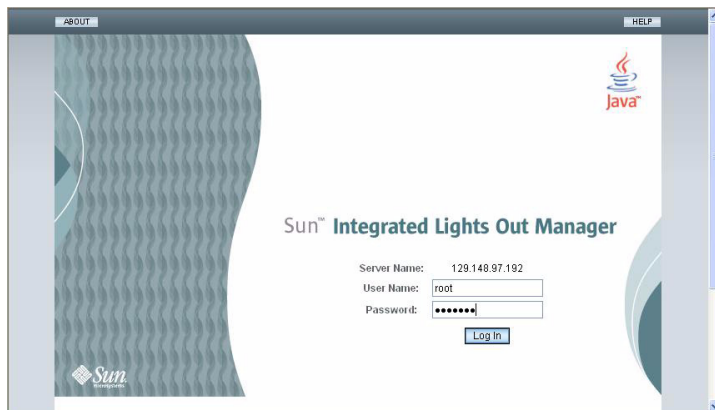 ABOUT
HELP
Java™
Sun™ Integrated Lights Out Manager
Server Name: 129.148.97.192
User Name: root
Password: •••••••
Log In
Sun